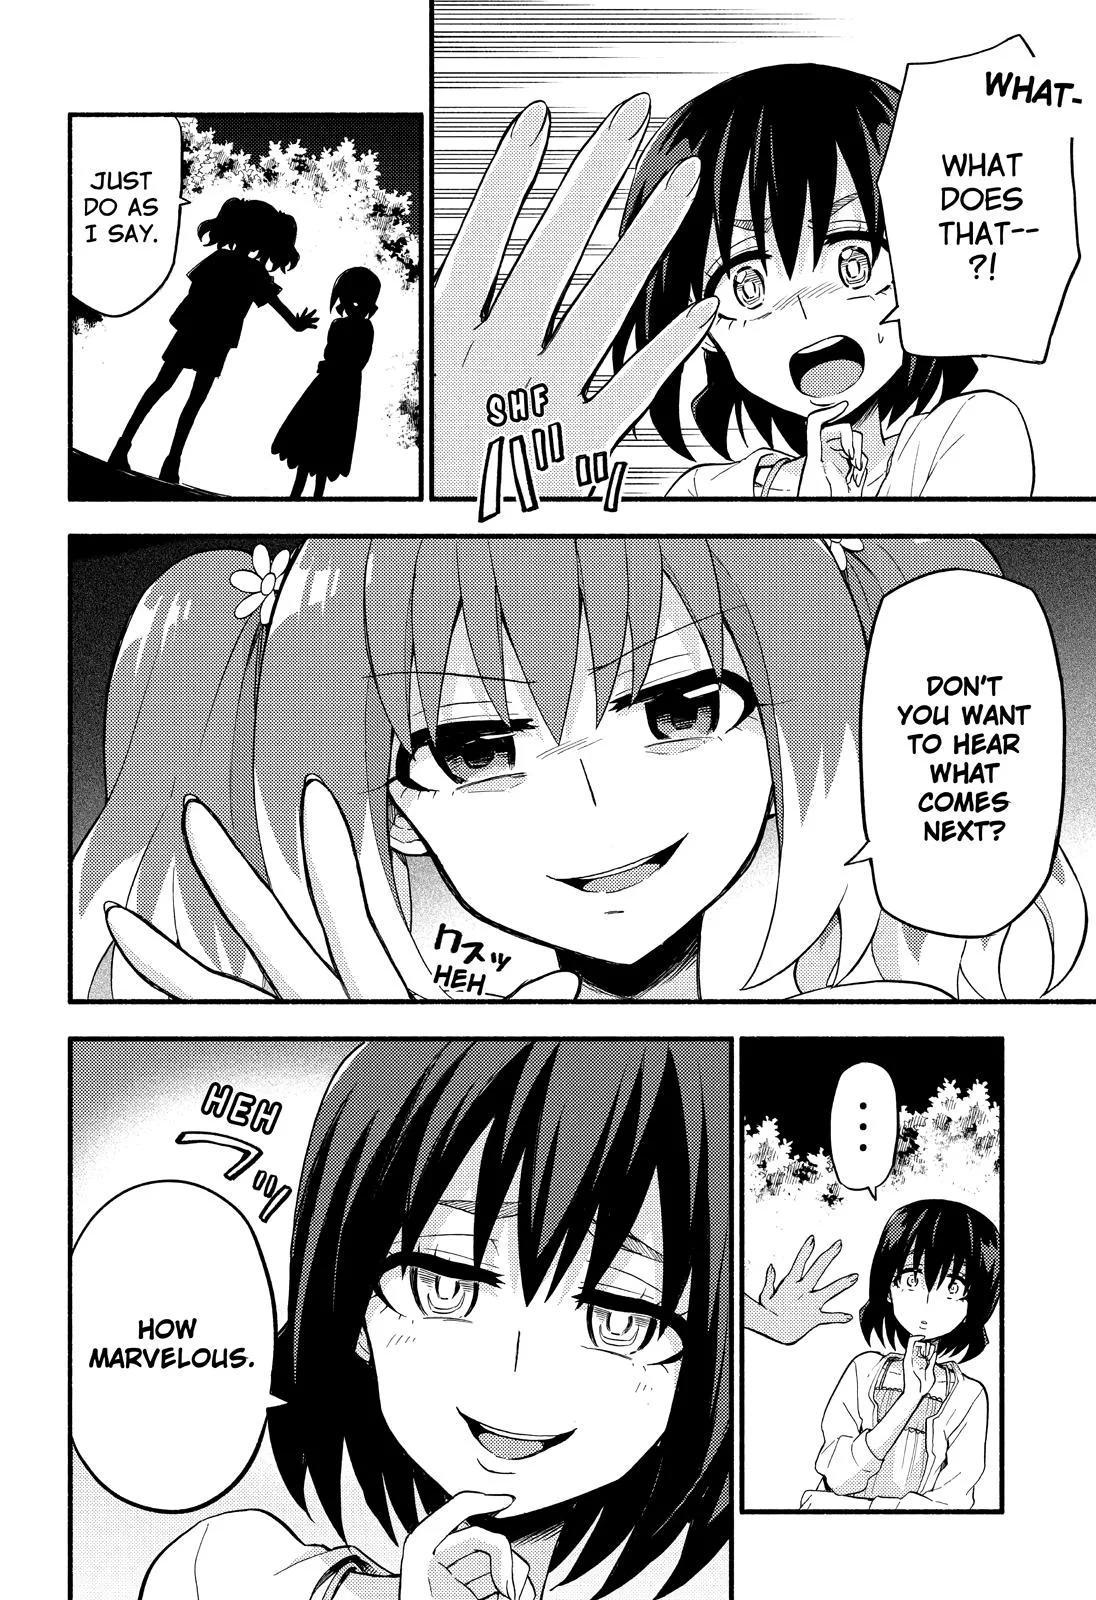 WHAT-
WHAT
DOES
THAT--
?!
SHF
バッ
JUST
DO AS
I SAY.
DON'T
YOU WANT
TO HEAR
WHAT
COMES
NEXT?
クスッ
HEH
...
HEH
フッ
HOW
MARVELOUS.